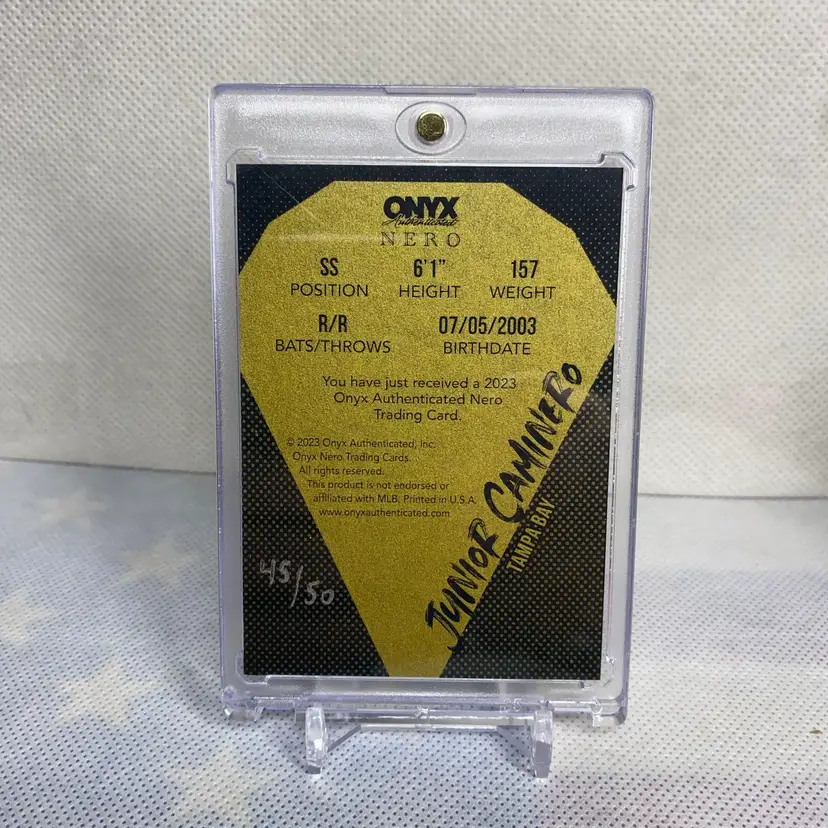 ONYX
Authenticated
NERO
SS 6'1" 157
POSITION HEIGHT WEIGHT
R/R 07/05/2003
BATS/THROWS BIRTHDATE
You have just received a 2023
Onyx Authenticated Nero
Trading Card.
© 2023 Onyx Authenticated, Inc.
Onyx Nero Trading Cards.
All rights reserved.
This product is not endorsed or
affiliated with MLB. Printed in U.S.A.
www.onyxauthenticated.com
JUNIOR CAMINERO
TAMPA BAY
45/50